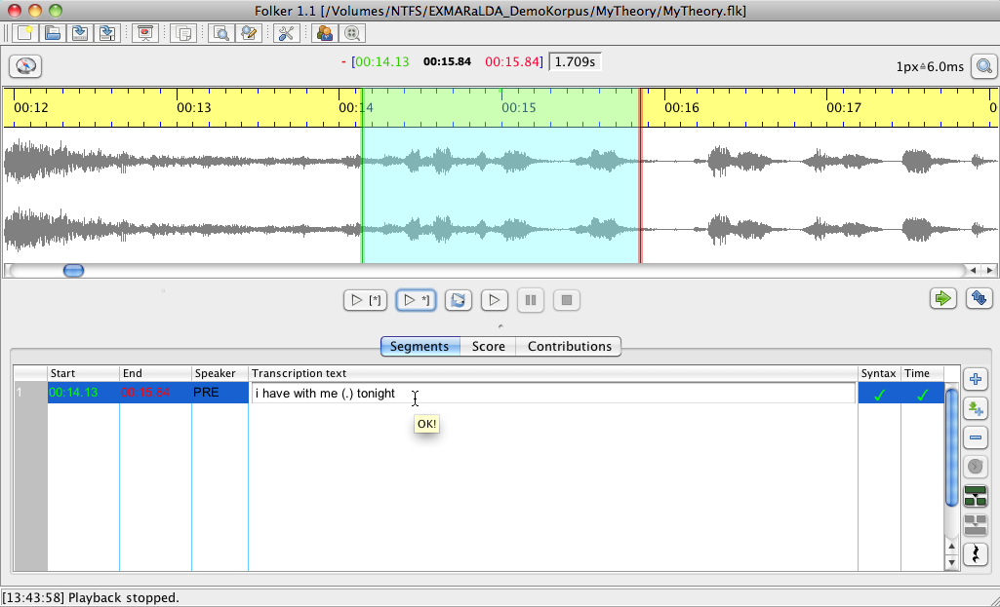 Folker 1.1 [/Volumes/NTFS/EXMARaLDA_DemoKorpus/MyTheory/MyTheory.flk]
- [00:14.13 00:15.84 00:15.84] 1.709s
1px≙6.0ms
00:12 00:13 00:14 00:15 00:16 00:17 0
[*] *]
Segments Score Contributions
Start End Speaker Transcription text Syntax Time
1 00:14.13 00:15.84 PRE i have with me (.) tonight ✓ ✓
OK!
[13:43:58] Playback stopped.